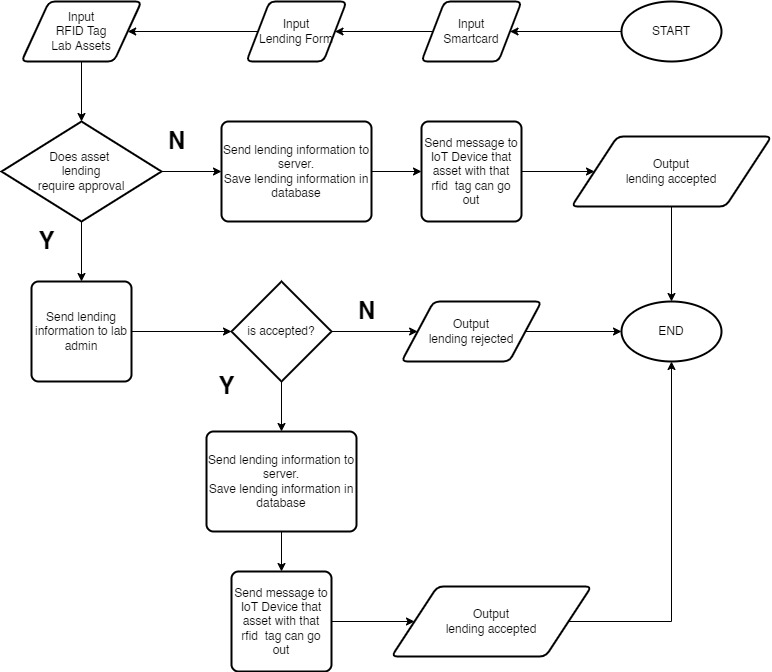 START
Input
Smartcard
Input
Lending Form
Input
RFID Tag
Lab Assets
Does asset
lending
require approval
N
Send lending information to
server.
Save lending information in
database
Send message to
IoT Device that
asset with that
rfid tag can go
out
Output
lending accepted
Y
Send lending
information to lab
admin
is accepted?
N
Output
lending rejected
END
Y
Send lending information to
server.
Save lending information in
database
Send message to
IoT Device that
asset with that
rfid tag can go
out
Output
lending accepted